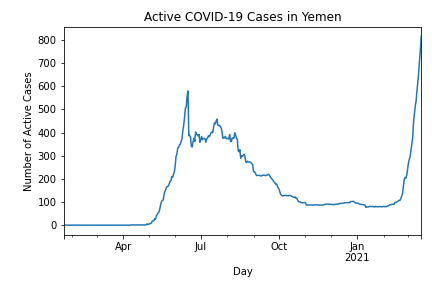 Active COVID-19 Cases in Yemen
Number of Active Cases
800
700
600
500
400
300
200
100
0
Apr
Jul
Oct
Jan
2021
Day